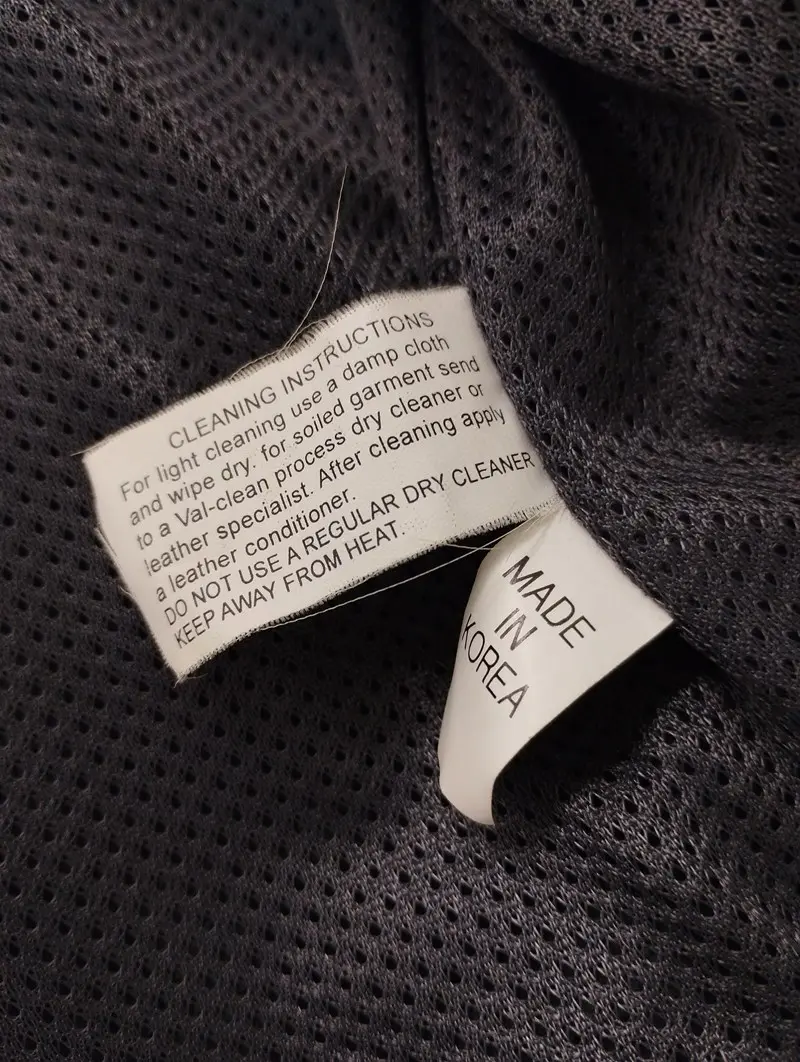 CLEANING INSTRUCTIONS
For light cleaning use a damp cloth
and wipe dry. for soiled garment send
to a Val-clean process dry cleaner or
leather specialist. After cleaning apply
a leather conditioner.
DO NOT USE A REGULAR DRY CLEANER
KEEP AWAY FROM HEAT.
MADE
IN
KOREA